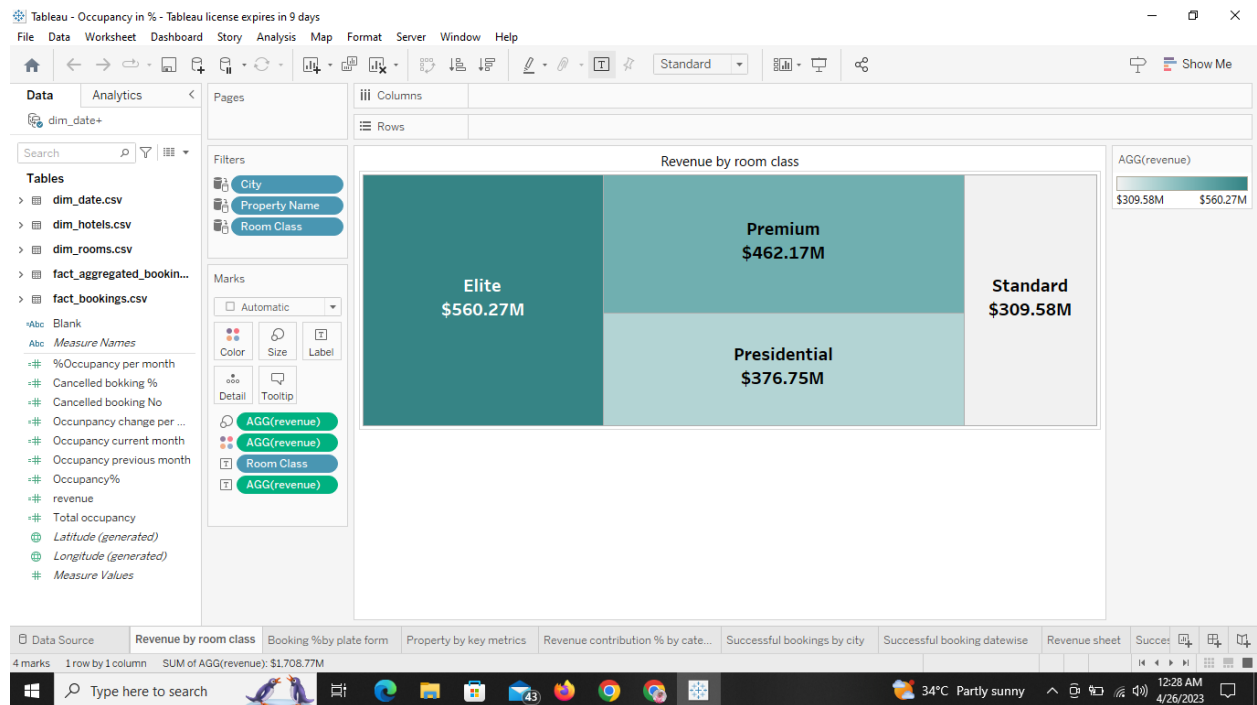 Tableau - Occupancy in % - Tableau license expires in 9 days
File Data Worksheet Dashboard Story Analysis Map Format Server Window Help
Standard
Show Me
Data Analytics
dim_date+
Search
Tables
dim_date.csv
dim_hotels.csv
dim_rooms.csv
fact_aggregated_bookin...
fact_bookings.csv
Abc Blank
Abc Measure Names
%Occupancy per month
Cancelled bokking %
Cancelled booking No
Occunpancy change per ...
Occupancy current month
Occupancy previous month
Occupancy%
revenue
Total occupancy
Latitude (generated)
Longitude (generated)
Measure Values
Pages
Filters
City
Property Name
Room Class
Marks
Automatic
Color Size Label
Detail Tooltip
AGG(revenue)
AGG(revenue)
Room Class
AGG(revenue)
Columns
Rows
Revenue by room class
Elite
$560.27M
Premium
$462.17M
Presidential
$376.75M
Standard
$309.58M
AGG(revenue)
$309.58M $560.27M
Data Source Revenue by room class Booking %by plate form Property by key metrics Revenue contribution % by cate... Successful bookings by city Successful booking datewise Revenue sheet Succes
4 marks 1 row by 1 column SUM of AGG(revenue): $1,708.77M
Type here to search
43
34°C Partly sunny
12:28 AM
4/26/2023